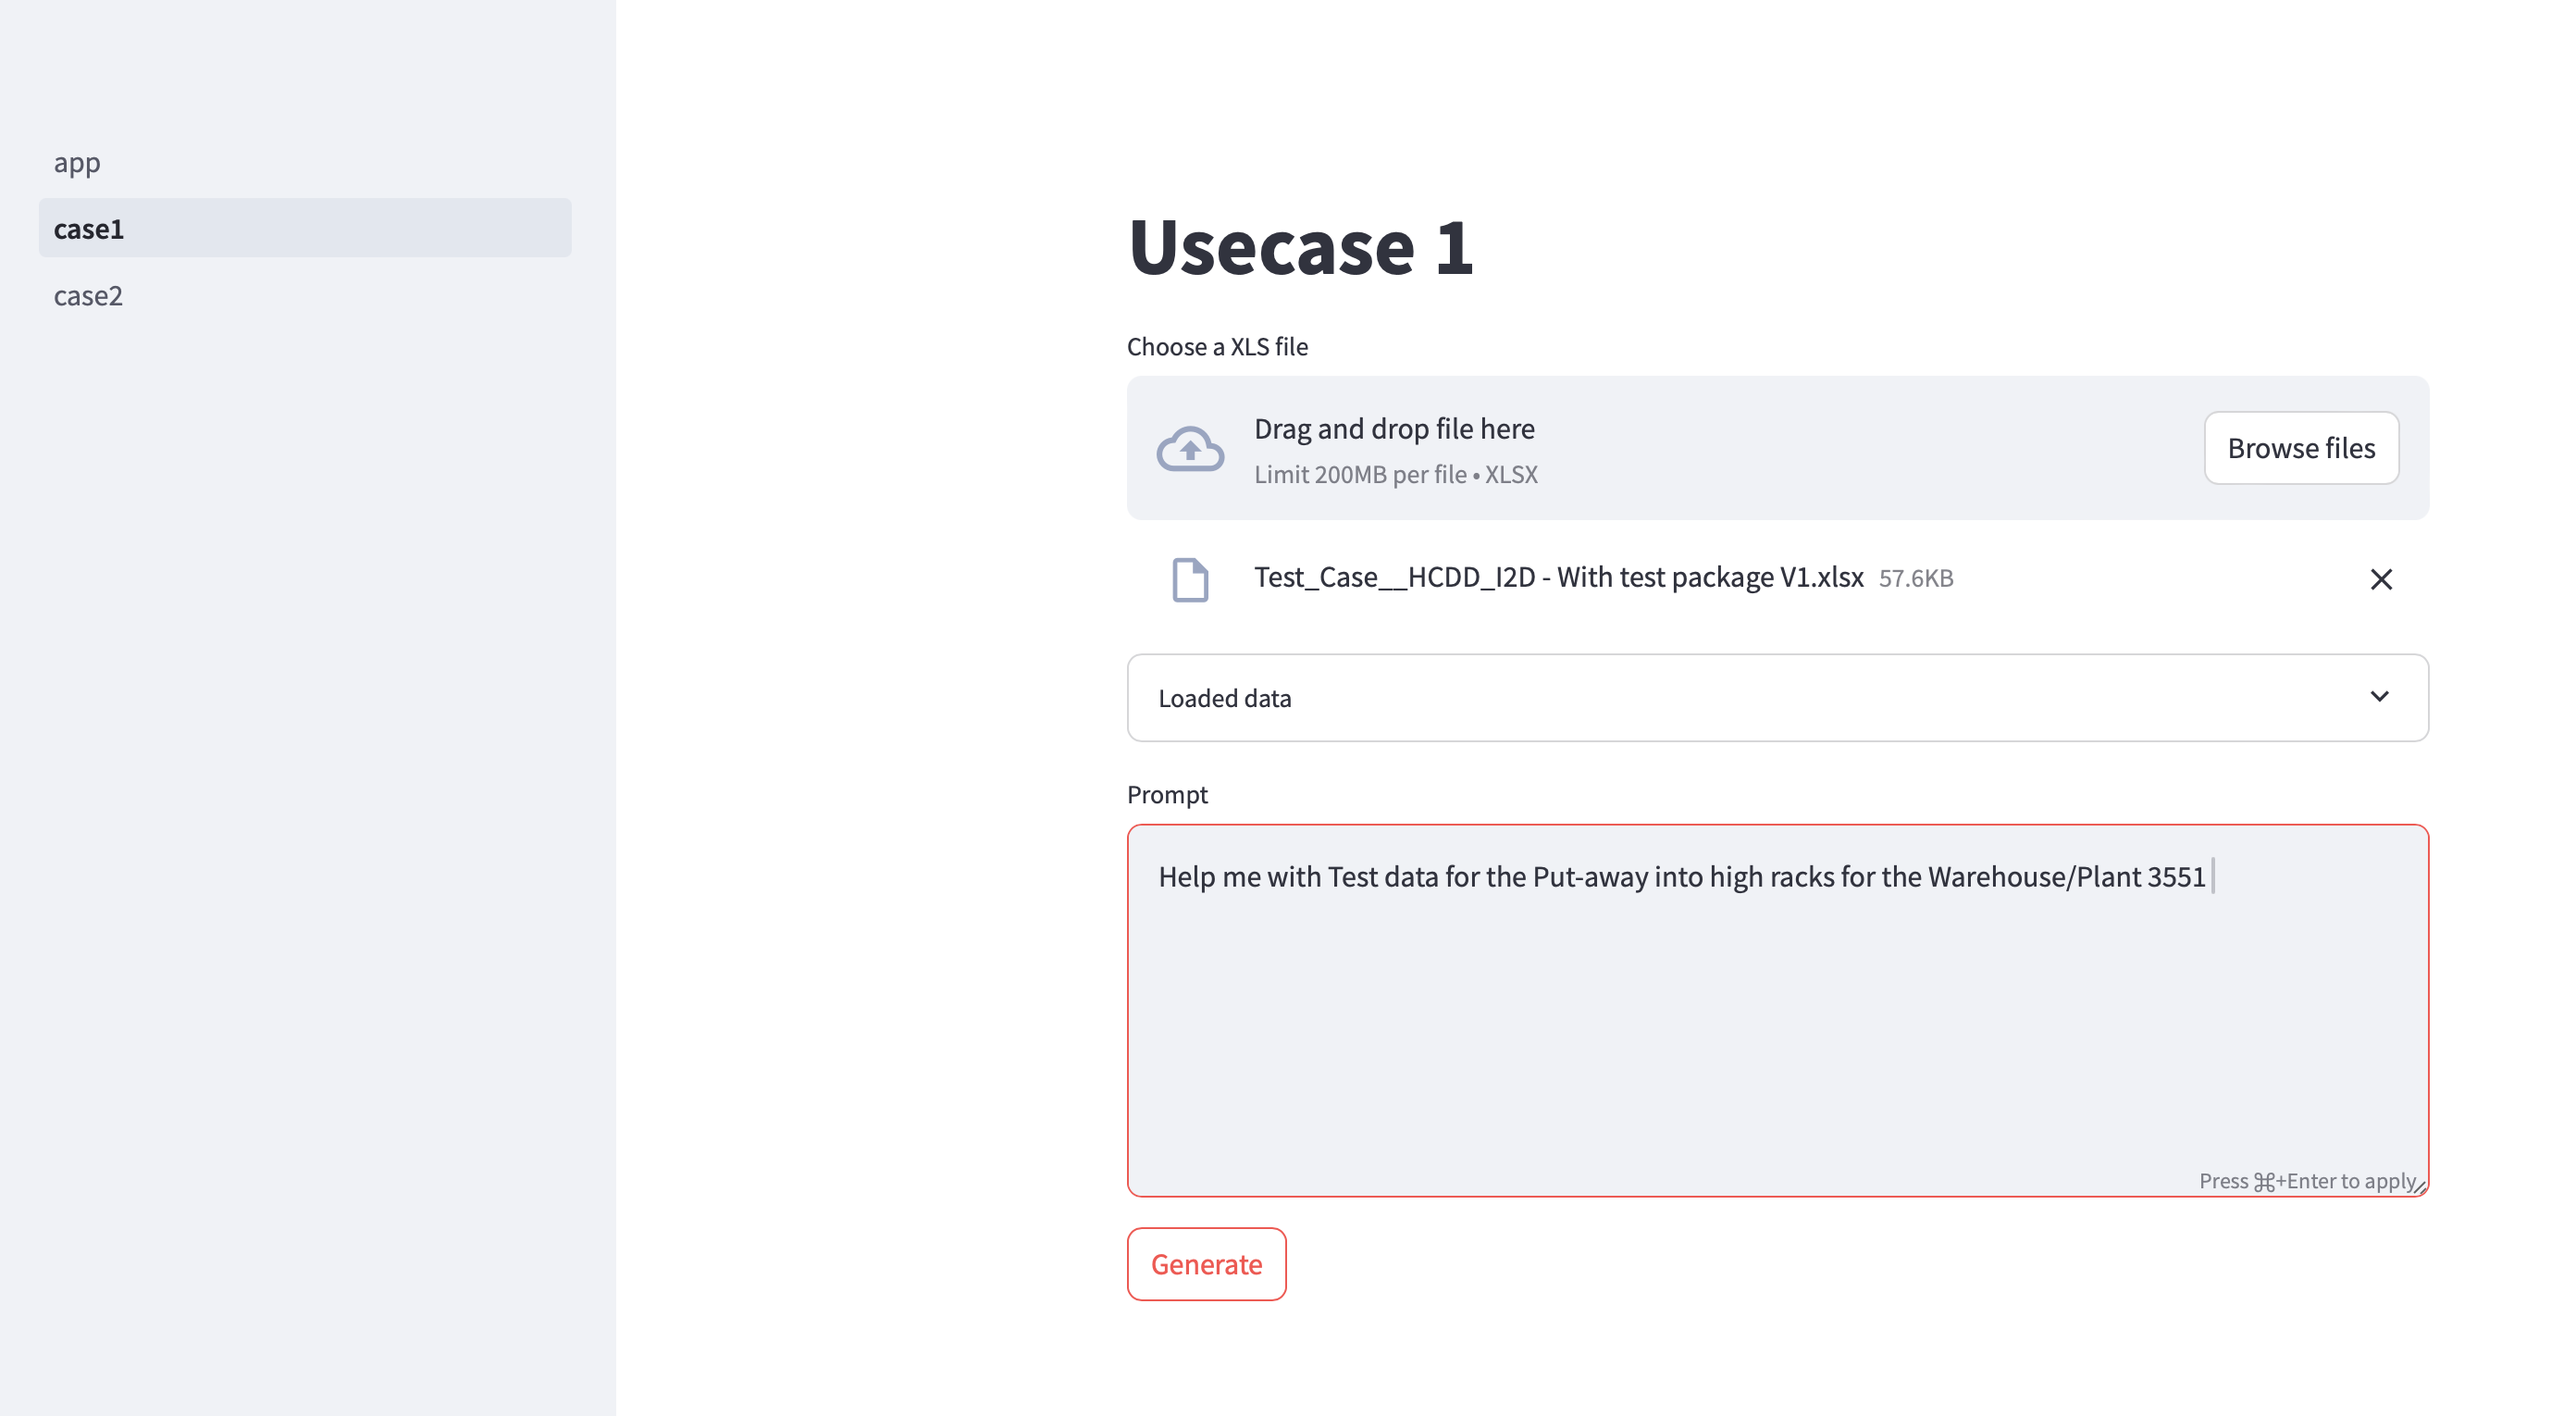 app
case1
case2
Usecase 1
Choose a XLS file
Drag and drop file here
Limit 200MB per file • XLSX
Browse files
Test_Case__HCDD_I2D - With test package V1.xlsx 57.6KB
Loaded data
Prompt
Help me with Test data for the Put-away into high racks for the Warehouse/Plant 3551
Press ⌘+Enter to apply
Generate